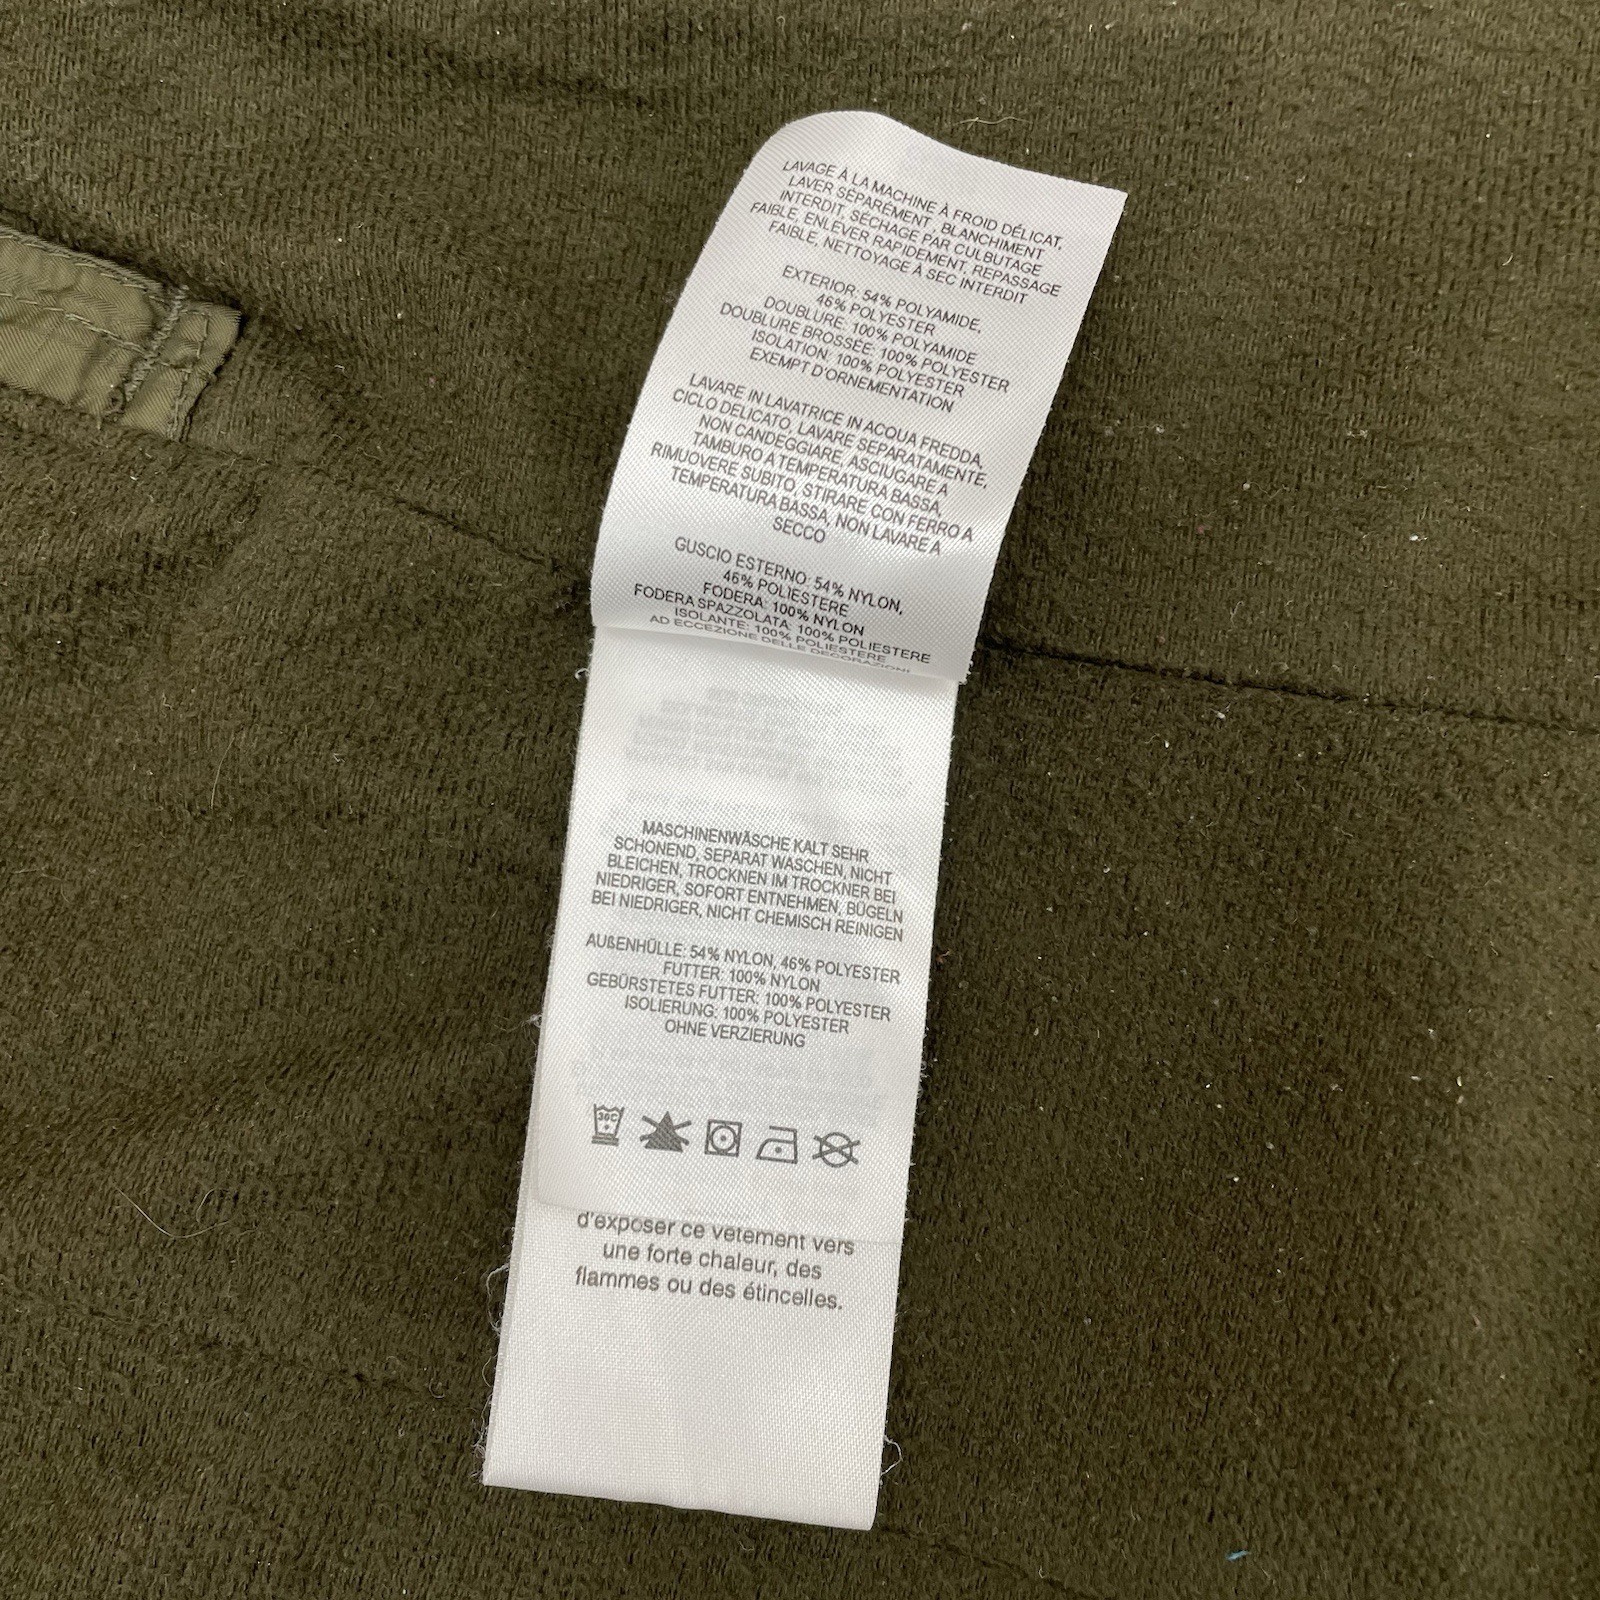 LAVAGE À LA MACHINE À FROID DÉLICAT,
LAVER SÉPARÉMENT, BLANCHIMENT
INTERDIT, SÉCHAGE PAR CULBUTAGE
FAIBLE, ENLEVER RAPIDEMENT, REPASSAGE
FAIBLE, NETTOYAGE À SEC INTERDIT
EXTERIOR: 54% POLYAMIDE,
46% POLYESTER
DOUBLURE: 100% POLYAMIDE
DOUBLURE BROSSÉE: 100% POLYESTER
ISOLATION: 100% POLYESTER
EXEMPT D'ORNEMENTATION
LAVARE IN LAVATRICE IN ACQUA FREDDA,
CICLO DELICATO, LAVARE SEPARATAMENTE,
NON CANDEGGIARE, ASCIUGARE A
TAMBURO A TEMPERATURA BASSA,
RIMUOVERE SUBITO, STIRARE CON FERRO A
TEMPERATURA BASSA, NON LAVARE A
SECCO
GUSCIO ESTERNO: 54% NYLON,
46% POLIESTERE
FODERA: 100% NYLON
FODERA SPAZZOLATA: 100% POLIESTERE
ISOLANTE: 100% POLIESTERE
AD ECCEZIONE DELLE DECORAZIONI
MASCHINENWÄSCHE KALT SEHR
SCHONEND, SEPARAT WASCHEN, NICHT
BLEICHEN, TROCKNEN IM TROCKNER BEI
NIEDRIGER, SOFORT ENTNEHMEN, BÜGELN
BEI NIEDRIGER, NICHT CHEMISCH REINIGEN
AUßENHÜLLE: 54% NYLON, 46% POLYESTER
FUTTER: 100% NYLON
GEBÜRSTETES FUTTER: 100% POLYESTER
ISOLIERUNG: 100% POLYESTER
OHNE VERZIERUNG
30C
d'exposer ce vetement vers
une forte chaleur, des
flammes ou des étincelles.